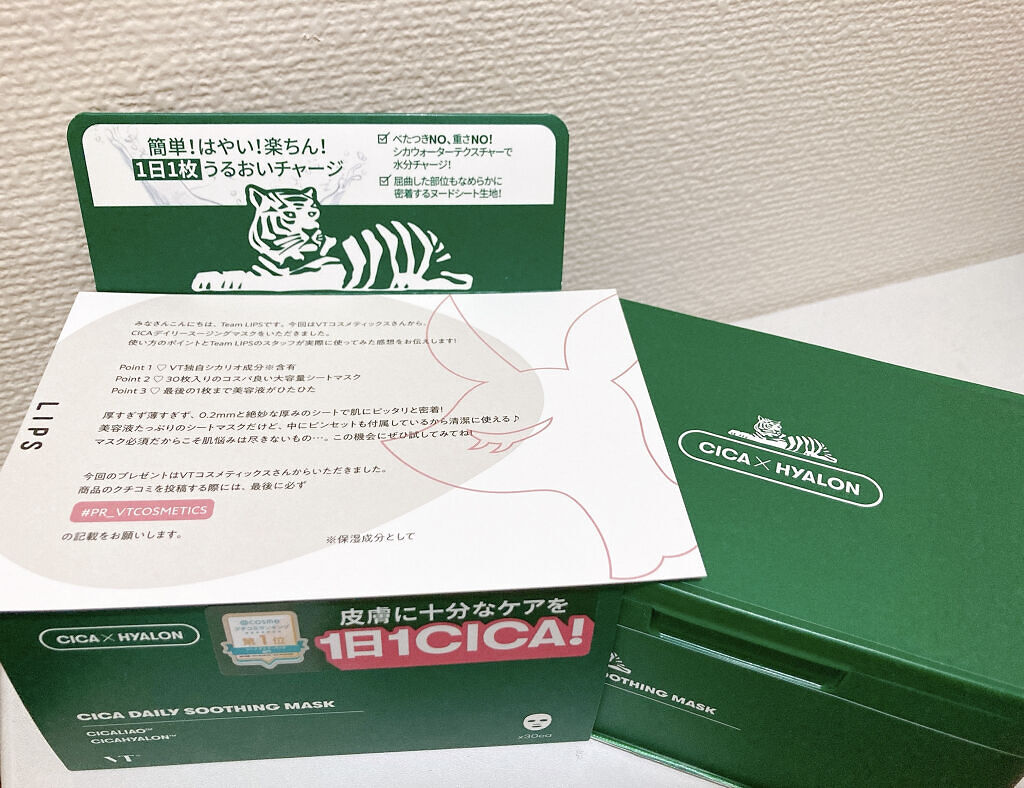 簡単!はやい!楽ちん!
1日1枚うるおいチャージ
べたつきNO、重さNO!
シカウォーターテクスチャーで
水分チャージ!
屈曲した部位もなめらかに
密着するヌードシート生地!
みなさんこんにちは、Team LIPSです。今回はVTコスメティックスさんから、
CICAデイリースージングマスクをいただきました。
使い方のポイントとTeam LIPSのスタッフが実際に使ってみた感想をお伝えします!
Point 1 ♡ VT独自シカリオ成分※含有
Point 2 ♡ 30枚入りのコスパ良い大容量シートマスク
Point 3 ♡ 最後の1枚まで美容液がひたひた
LIPS
厚すぎず薄すぎず、0.2mmと絶妙な厚みのシートで肌にピッタリと密着!
美容液たっぷりのシートマスクだけど、中にピンセットも付属しているから清潔に使える♪
マスク必須だからこそ肌悩みは尽きないもの…。この機会にぜひ試してみてね!
今回のプレゼントはVTコスメティックスさんからいただきました。
商品のクチコミを投稿する際には、最後に必ず
#PR_VTCOSMETICS
の記載をお願いします。
※保湿成分として
CICA×HYALON
@cosme
クチコミランキング
第1位
皮膚に十分なケアを
1日1CICA!
CICA DAILY SOOTHING MASK
CICALIAO™
CICAHYALON™
VT
x30ea
CICA×HYALON
OOTHING MASK